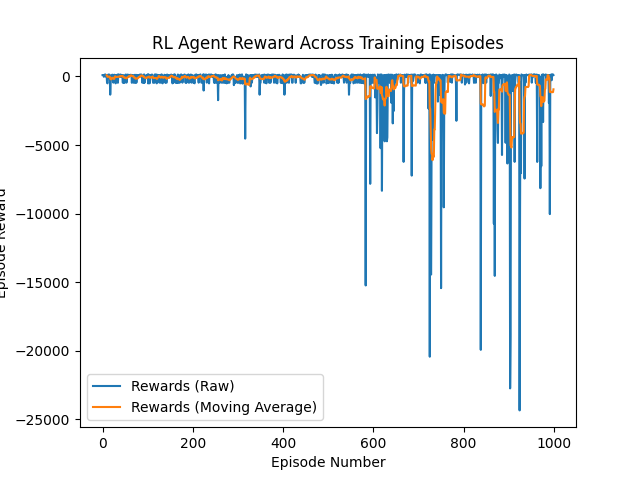 RL Agent Reward Across Training Episodes
0
−5000
−10000
−15000
−20000
−25000
Episode Reward
Rewards (Raw)
Rewards (Moving Average)
0
200
400
600
800
1000
Episode Number